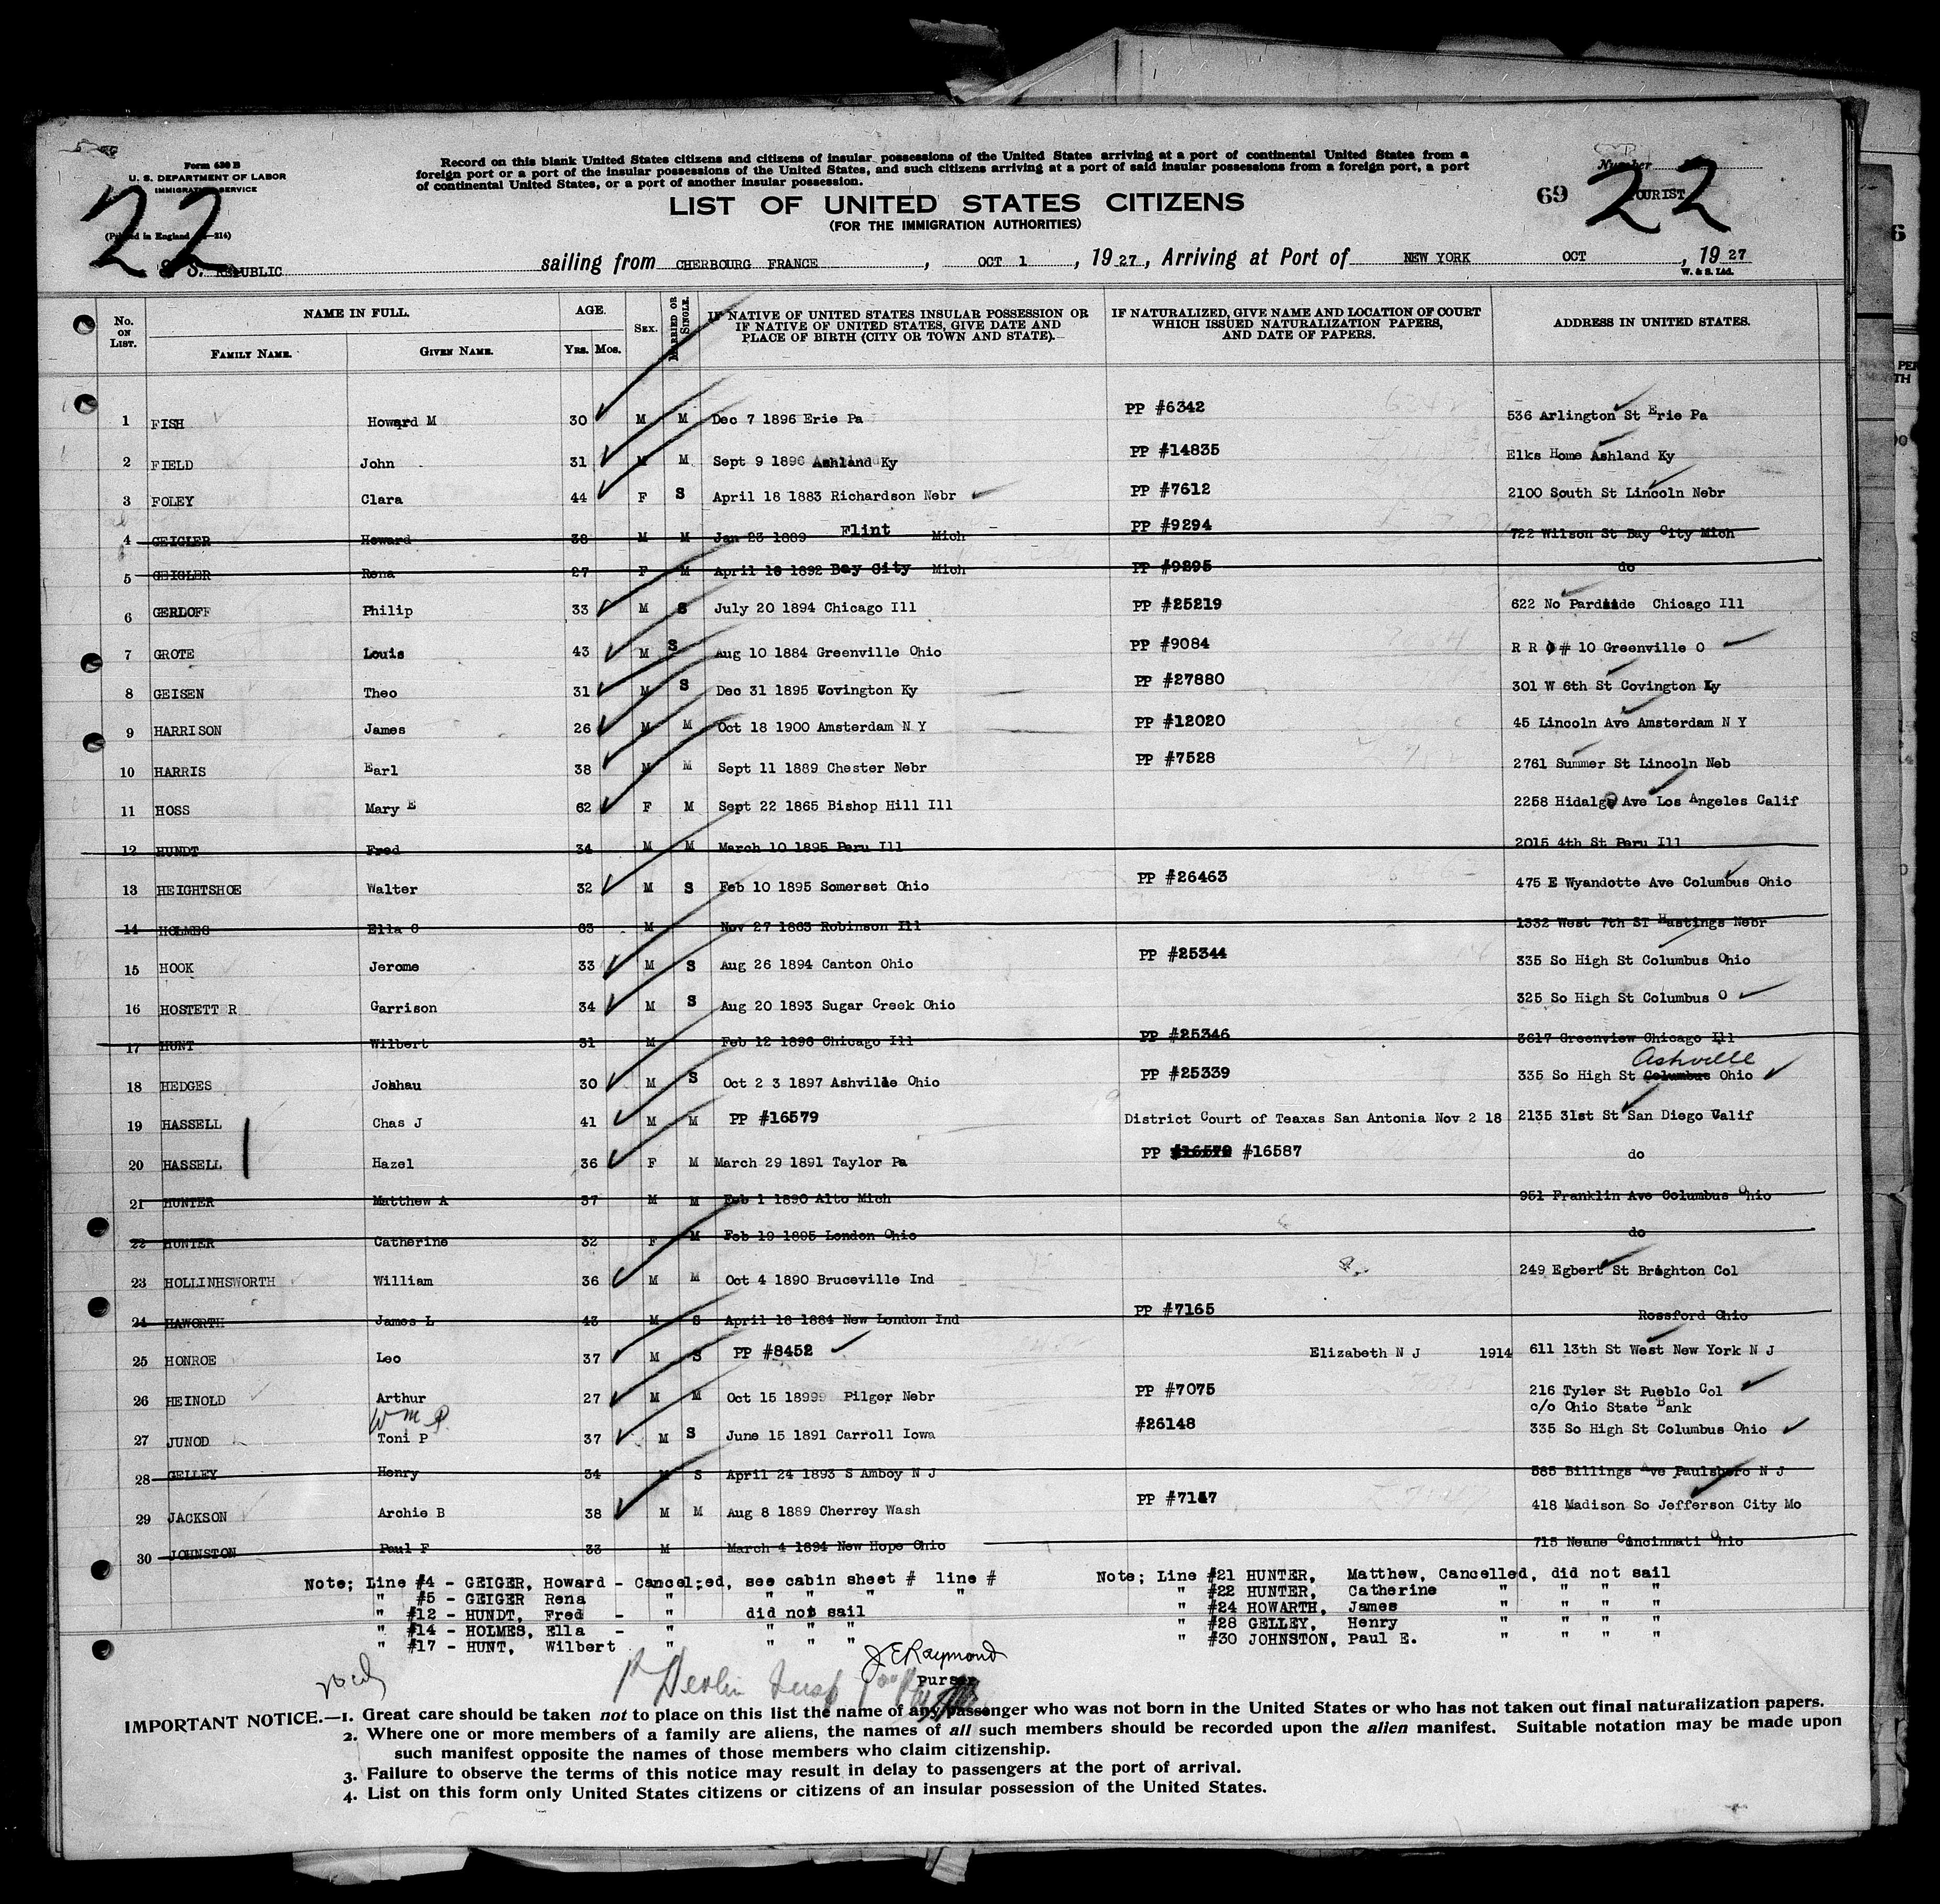 Form 630 B
U. S. DEPARTMENT OF LABOR
IMMIGRATION SERVICE
22
Record on this blank United States citizens and citizens of insular possessions of the United States arriving at a port of continental United States from a
foreign port or a port of the insular possessions of the United States, and such citizens arriving at a port of said insular possessions from a foreign port, a port
of continental United States, or a port of another insular possession.
LIST OF UNITED STATES CITIZENS
(FOR THE IMMIGRATION AUTHORITIES)
Number
69 TOURIST 22
S. S. REPUBLIC sailing from CHERBOURG FRANCE, OCT 1, 1927, Arriving at Port of NEW YORK OCT, 1927
W. & S. Ltd.
No. ON LIST. NAME IN FULL. FAMILY NAME. GIVEN NAME. AGE. YRS. MOS. SEX. MARRIED OR SINGLE. IF NATIVE OF UNITED STATES INSULAR POSSESSION OR IF NATIVE OF UNITED STATES, GIVE DATE AND PLACE OF BIRTH (CITY OR TOWN AND STATE). IF NATURALIZED, GIVE NAME AND LOCATION OF COURT WHICH ISSUED NATURALIZATION PAPERS, AND DATE OF PAPERS. ADDRESS IN UNITED STATES.
1 FISH Howard M 30 M M Dec 7 1896 Erie Pa PP #6342 536 Arlington St Erie Pa
2 FIELD John 31 M M Sept 9 1896 Ashland Ky PP #14835 Elks Home Ashland Ky
3 FOLEY Clara 44 F S April 18 1883 Richardson Nebr PP #7612 2100 South St Lincoln Nebr
4 GEIGLER Howard 38 M M Jan 23 1889 Flint Mich PP #9294 722 Wilson St Bay City Mich
5 GEIGLER Rena 27 F M April 18 1892 Bay City Mich PP #9295 do
6 GERLOFF Philip 33 M S July 20 1894 Chicago Ill PP #25219 622 No Chicago Ill
7 GROTE Louis 43 M S Aug 10 1884 Greenville Ohio PP #9084 R R # 10 Greenville O
8 GEISEN Theo 31 M S Dec 31 1895 Covington Ky PP #27880 301 W 6th St Covington Ky
9 HARRISON James 26 M M Oct 18 1900 Amsterdam N Y PP #12020 45 Lincoln Ave Amsterdam N Y
10 HARRIS Earl 38 M M Sept 11 1889 Chester Nebr PP #7528 2761 Summer St Lincoln Neb
11 HOSS Mary E 62 F M Sept 22 1865 Bishop Hill Ill 2258 Hidalgo Ave Los Angeles Calif
12 HUNDT Fred 34 M M March 10 1895 Peru Ill 2015 4th St Peru Ill
13 HEIGHTSHOE Walter 32 M S Feb 10 1895 Somerset Ohio PP #26463 475 E Wyandotte Ave Columbus Ohio
14 HOLMES Ella C 63 M Nov 27 1863 Robinson Ill 1332 West 7th ST Hastings Nebr
15 HOOK Jerome 33 M S Aug 26 1894 Canton Ohio PP #25344 335 So High St Columbus Ohio
16 HOSTETT R Garrison 34 M S Aug 20 1893 Sugar Creek Ohio 325 So High St Columbus O
17 HUNT Wilbert 31 M Feb 12 1896 Chicago Ill PP #25346 3617 Greenview Chicago Ill
Ashville
18 HEDGES 30 M S Oct 2 3 1897 Ashville Ohio PP #25339 335 So High St Columbus Ohio
19 HASSELL Chas J 41 M M PP #16579 District Court of Teaxas San Antonia Nov 2 18 2135 31st St San Diego Calif
20 HASSELL Hazel 36 F M March 29 1891 Taylor Pa PP #16579 #16587 do
21 HUNTER Matthew A 37 M M Feb 1 1890 Alto Mich 951 Franklin Ave Columbus Ohio
22 HUNTER Catherine 32 F M Feb 19 1895 London Ohio do
23 HOLLINHSWORTH William 36 M M Oct 4 1890 Bruceville Ind 249 Egbert St Brighton Col
24 HAWORTH James L 43 M S April 18 1884 New London Ind PP #7165 Rossford Ohio
25 HONROE Leo 37 M S PP #8452 Elizabeth N J 1914 611 13th St West New York N J
26 HEINOLD Arthur 27 M M Oct 15 18999 Pilger Nebr PP #7075 216 Tyler St Pueblo Col
c/o Ohio State Bank
Wm P
27 JUNOD Toni P 37 M S June 15 1891 Carroll Iowa #26148 335 So High St Columbus Ohio
28 GELLEY Henry 34 M S April 24 1893 S Amboy N J 585 Billings Ave Paulsboro N J
29 JACKSON Archie B 38 M M Aug 8 1889 Cherrey Wash PP #7147 418 Madison So Jefferson City Mo
30 JOHNSTON Paul F 33 M March 4 1894 New Hope Ohio 715 Neane Cincinnati Ohio
Note; Line #4 - GEIGER, Howard - Cancelled, see cabin sheet # line #
" #5 - GEIGER Rena " " " " "
" #12 - HUNDT, Fred - " did not sail
" #14 - HOLMES, Ella - " " " "
" #17 - HUNT, Wilbert " " " "
Note; Line #21 HUNTER, Matthew, Cancelled, did not sail
" #22 HUNTER, Catherine " " " "
" #24 HOWARTH, James " " " "
" #28 GELLEY, Henry " " " "
" #30 JOHNSTON, Paul E. " " " "
J E Raymond
Purser
IMPORTANT NOTICE.—1. Great care should be taken not to place on this list the name of any passenger who was not born in the United States or who has not taken out final naturalization papers.
2. Where one or more members of a family are aliens, the names of all such members should be recorded upon the alien manifest. Suitable notation may be made upon
such manifest opposite the names of those members who claim citizenship.
3. Failure to observe the terms of this notice may result in delay to passengers at the port of arrival.
4. List on this form only United States citizens or citizens of an insular possession of the United States.